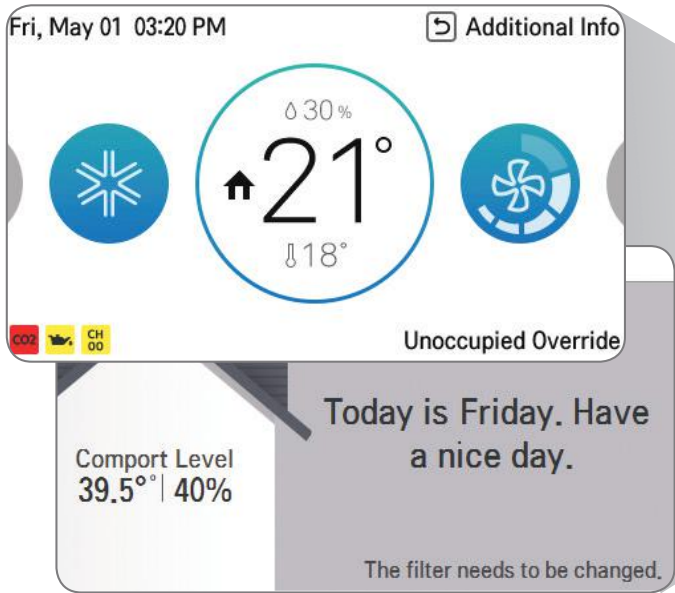 Fri, May 01 03:20 PM
Additional Info
30%
21°
18°
CO2
CH
00
Unoccupied Override
Today is Friday. Have
a nice day.
Comport Level
39.5°° | 40%
The filter needs to be changed.